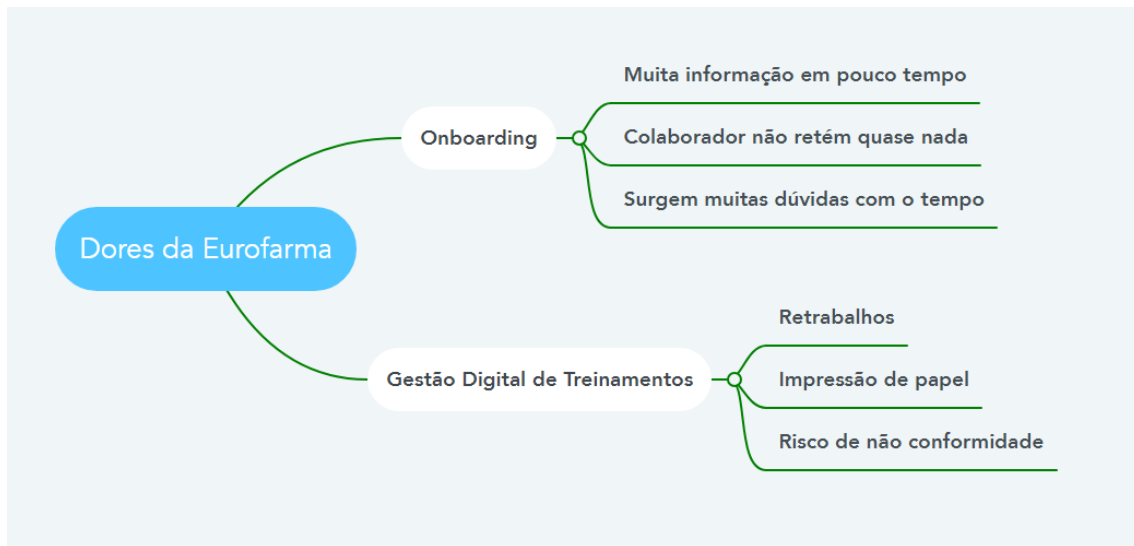 Dores da Eurofarma
Onboarding
Muita informação em pouco tempo
Colaborador não retém quase nada
Surgem muitas dúvidas com o tempo
Gestão Digital de Treinamentos
Retrabalhos
Impressão de papel
Risco de não conformidade